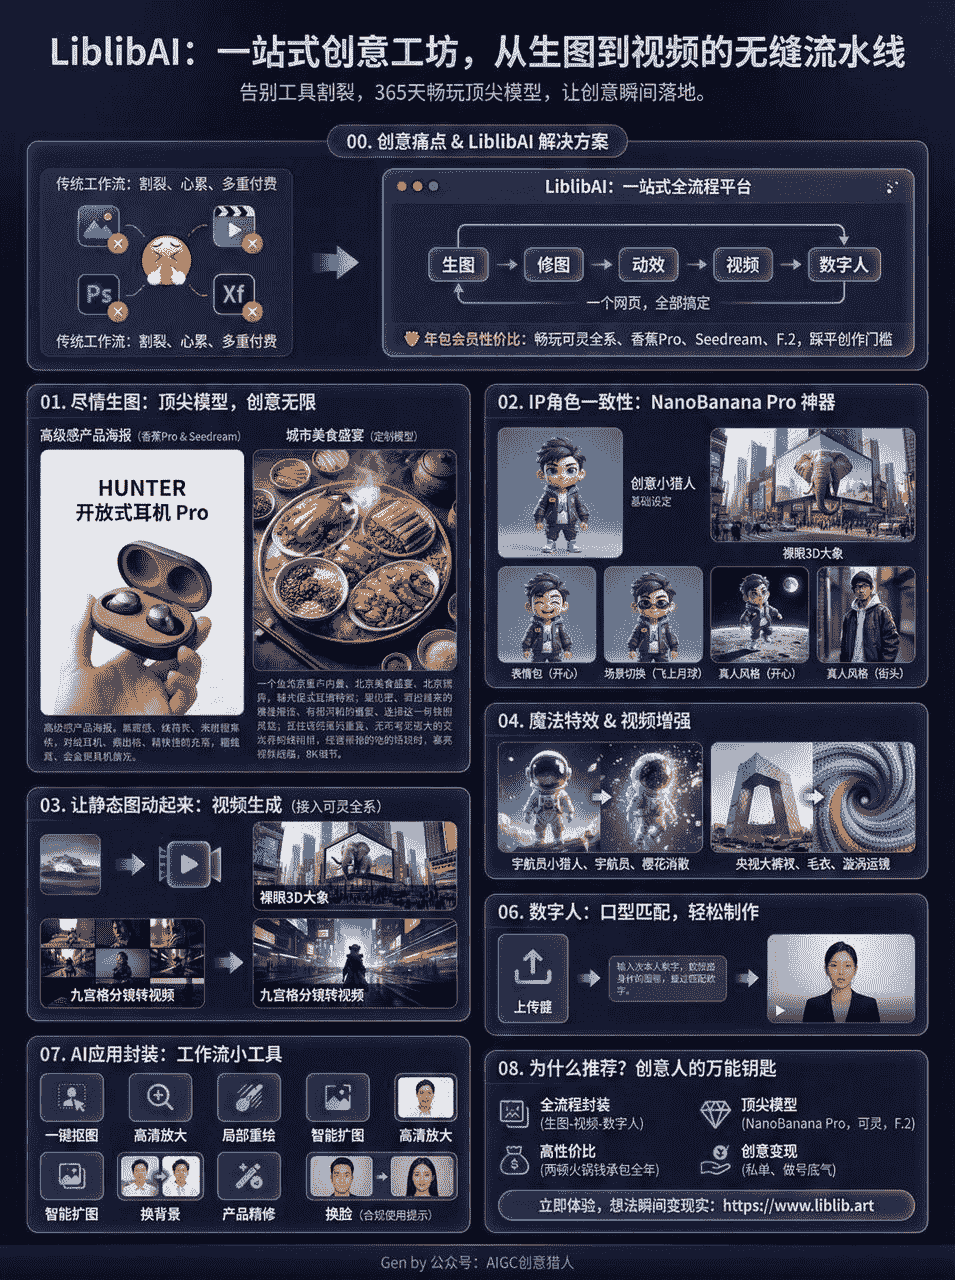 LiblibAI：一站式创意工坊，从生图到视频的无缝流水线
告别工具割裂，365天畅玩顶尖模型，让创意瞬间落地。
00. 创意痛点 & LiblibAI 解决方案
传统工作流：割裂、心累、多重付费
Ps
Xf
传统工作流：割裂、心累、多重付费
LiblibAI：一站式全流程平台
生图
修图
动效
视频
数字人
一个网页，全部搞定
年包会员性价比：畅玩可灵全系、香蕉Pro、Seedream、F.2，踩平创作门槛
01. 尽情生图：顶尖模型，创意无限
高级感产品海报（香蕉Pro & Seedream）
HUNTER
开放式耳机 Pro
高级感产品海报，
城市美食盛宴（定制模型）
8K细节。
02. IP角色一致性：NanoBanana Pro 神器
创意小猎人
基础设定
裸眼3D大象
表情包（开心）
场景切换（飞上月球）
真人风格（开心）
真人风格（街头）
03. 让静态图动起来：视频生成（接入可灵全系）
裸眼3D大象
九宫格分镜转视频
九宫格分镜转视频
04. 魔法特效 & 视频增强
宇航员小猎人、宇航员、樱花消散
央视大裤衩、毛衣、漩涡运镜
06. 数字人：口型匹配，轻松制作
上传健
07. AI应用封装：工作流小工具
一键抠图
高清放大
局部重绘
智能扩图
高清放大
智能扩图
换背景
产品精修
换脸（合规使用提示）
08. 为什么推荐？创意人的万能钥匙
全流程封装
(生图-视频-数字人)
顶尖模型
(NanoBanana Pro，可灵，F.2)
高性价比
(两顿火锅钱承包全年)
创意变现
(私单、做号底气)
立即体验，想法瞬间变现实：https://www.liblib.art
Gen by 公众号：AIGC创意猎人